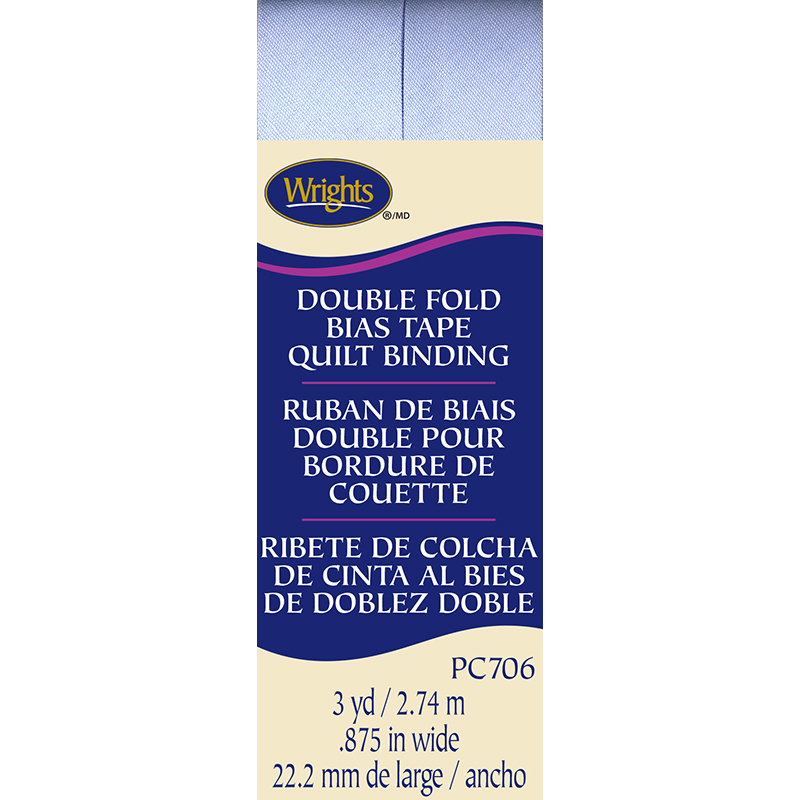 Wrights
®/MD
DOUBLE FOLD
BIAS TAPE
QUILT BINDING
RUBAN DE BIAIS
DOUBLE POUR
BORDURE DE
COUETTE
RIBETE DE COLCHA
DE CINTA AL BIES
DE DOBLEZ DOBLE
PC706
3 yd / 2.74 m
.875 in wide
22.2 mm de large / ancho